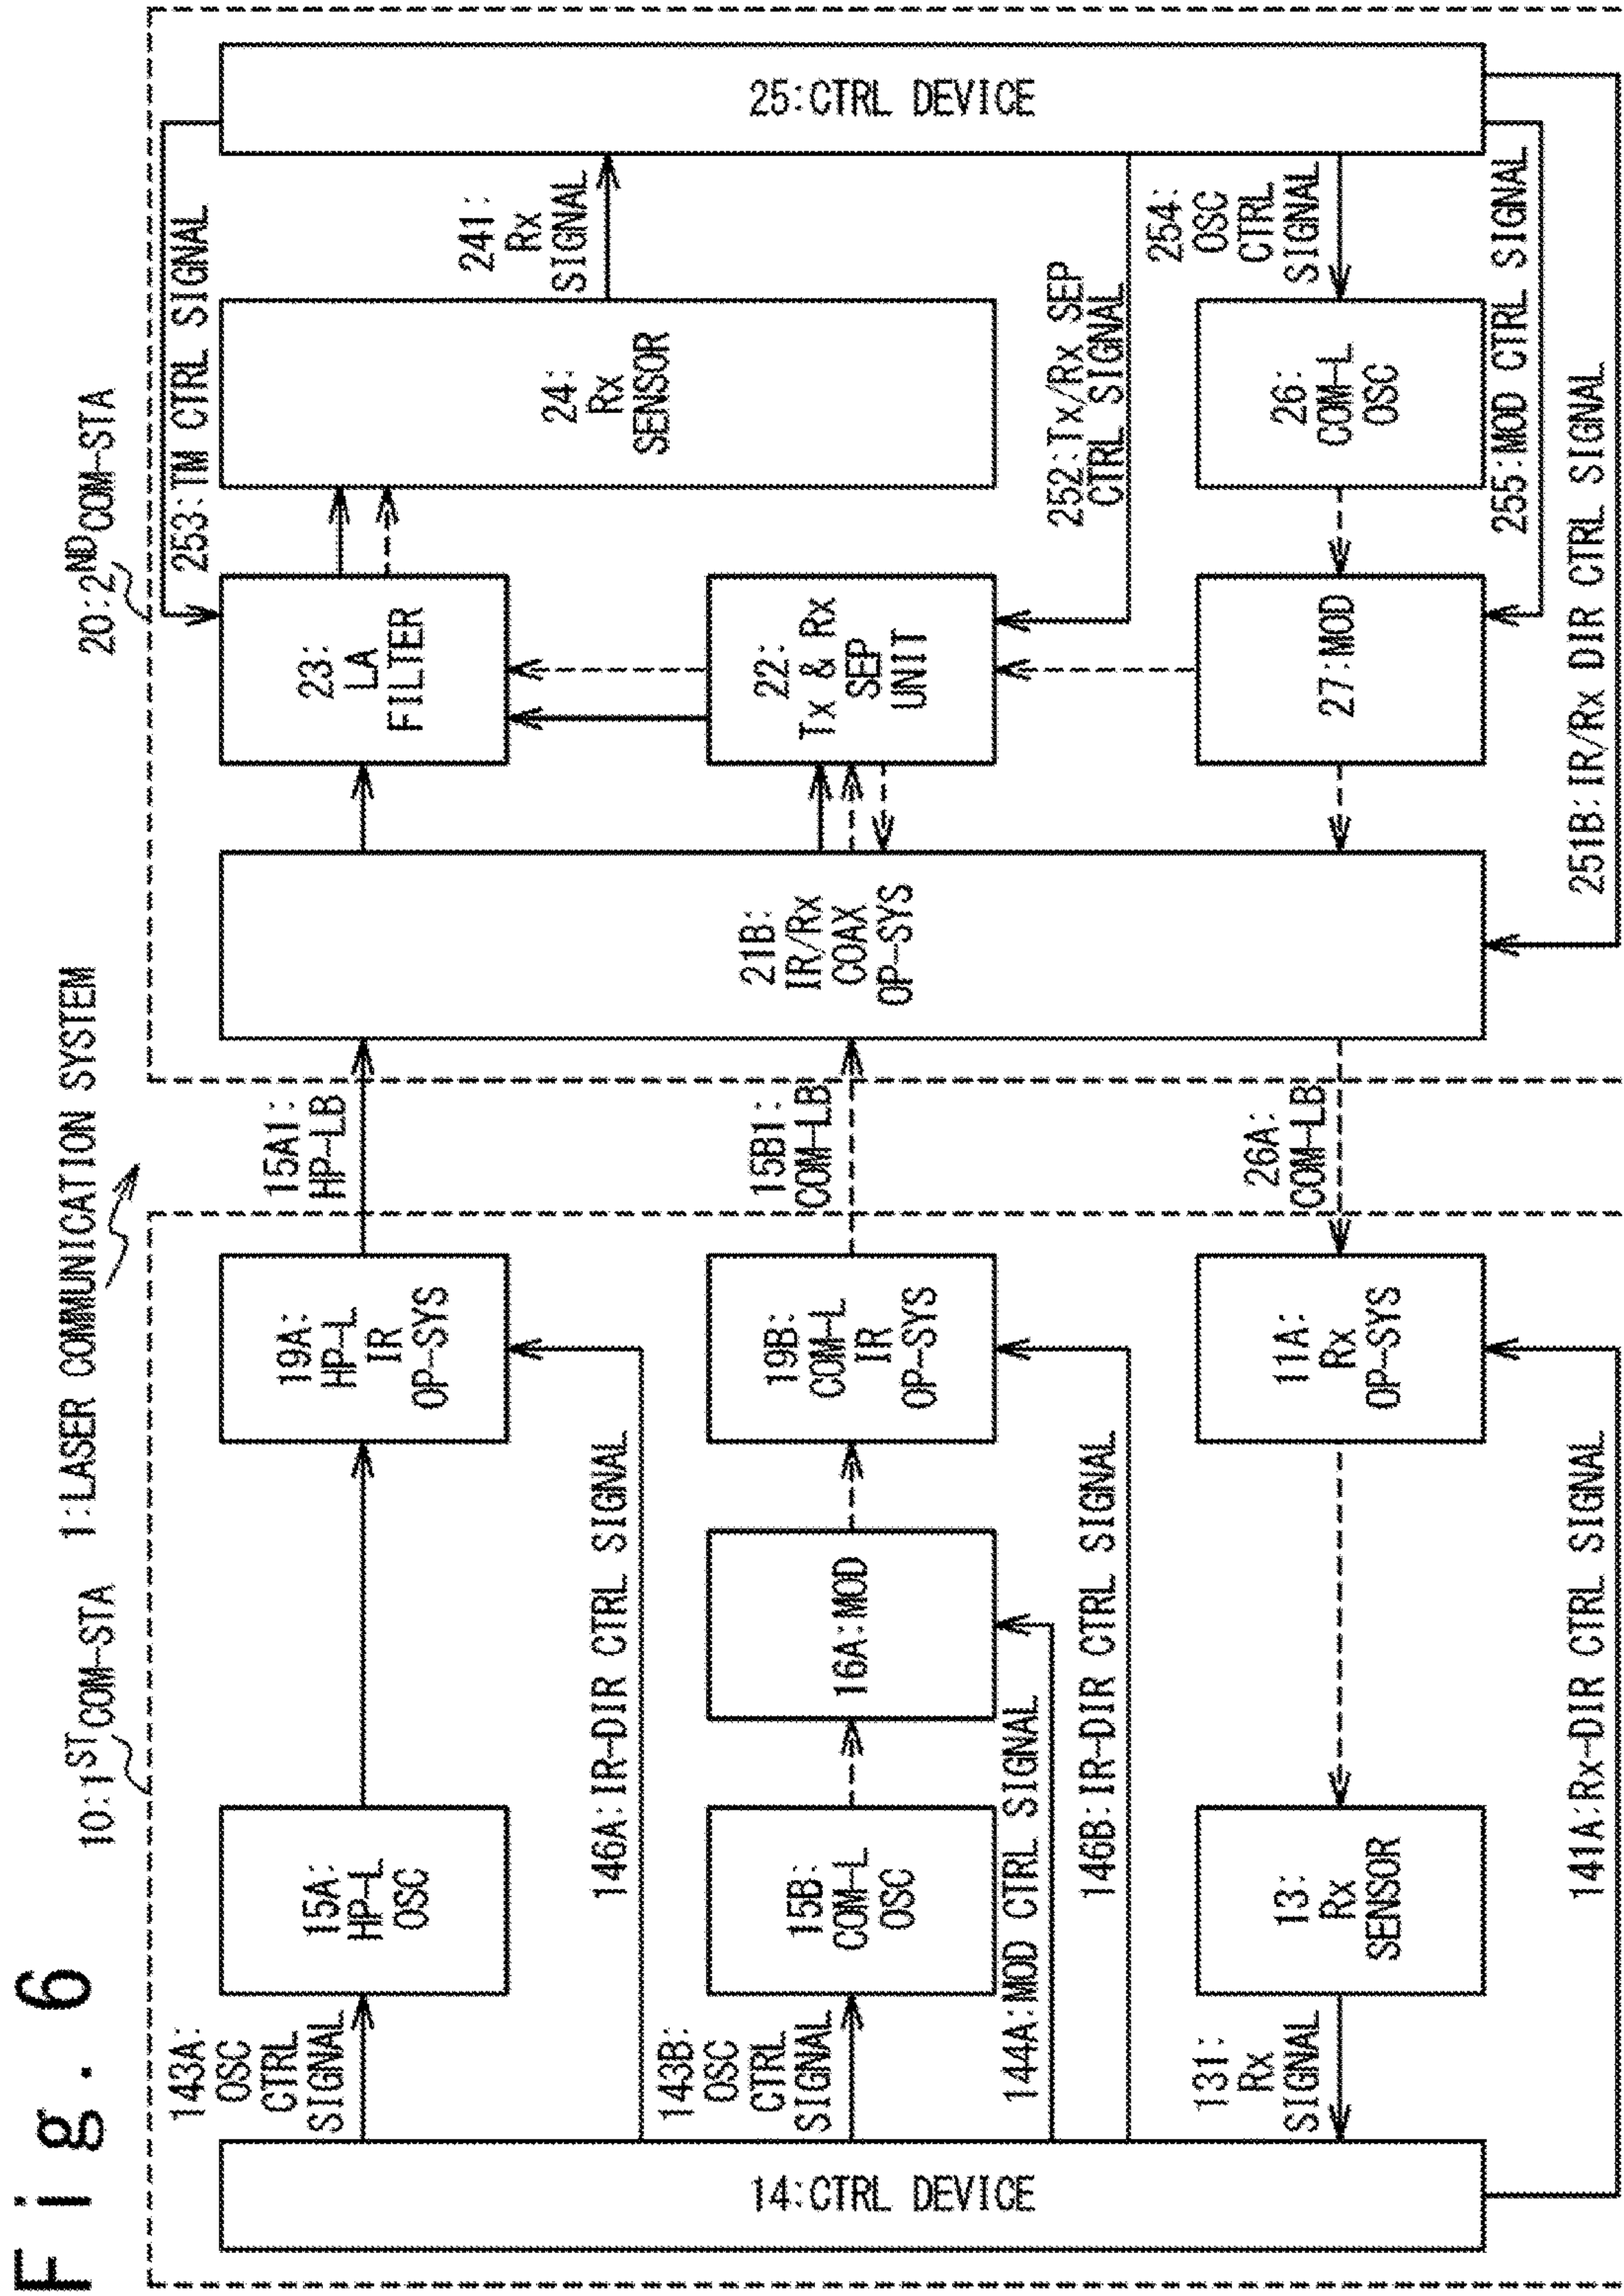 Fig. 6
1:LASER COMMUNICATION SYSTEM
10:1ST COM-STA
20:2ND COM-STA
143A:
OSC
CTRL
SIGNAL
15A:
HP-L
OSC
19A:
HP-L
IR
OP-SYS
15A1:
HP-LB
146A:IR-DIR CTRL SIGNAL
143B:
OSC
CTRL
SIGNAL
15B:
COM-L
OSC
16A:MOD
19B:
COM-L
IR
OP-SYS
15B1:
COM-LB
144A:MOD CTRL SIGNAL
146B:IR-DIR CTRL SIGNAL
14:CTRL DEVICE
131:
Rx
SIGNAL
13:
Rx
SENSOR
11A:
Rx
OP-SYS
26A:
COM-LB
141A:Rx-DIR CTRL SIGNAL
21B:
IR/Rx
COAX
OP-SYS
253:TM CTRL SIGNAL
23:
LA
FILTER
24:
Rx
SENSOR
241:
Rx
SIGNAL
25:CTRL DEVICE
22:
Tx & Rx
SEP
UNIT
252:Tx/Rx SEP
CTRL SIGNAL
254:
OSC
CTRL
SIGNAL
27:MOD
26:
COM-L
OSC
255:MOD CTRL SIGNAL
251B:IR/Rx DIR CTRL SIGNAL